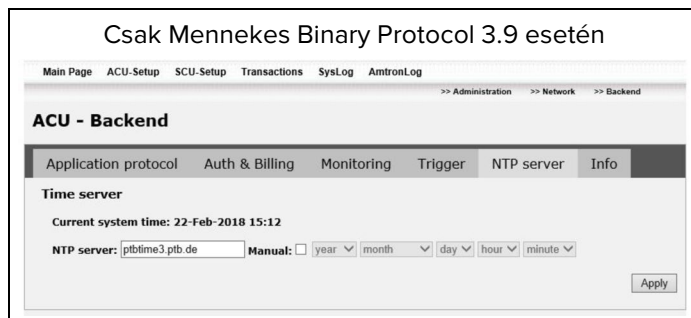 Csak Mennekes Binary Protocol 3.9 esetén
Main Page ACU-Setup SCU-Setup Transactions SysLog AmtronLog
>> Administration >> Network >> Backend
ACU - Backend
Application protocol Auth & Billing Monitoring Trigger NTP server Info
Time server
Current system time: 22-Feb-2018 15:12
NTP server: ptbtime3.ptb.de Manual: year month day hour minute
Apply